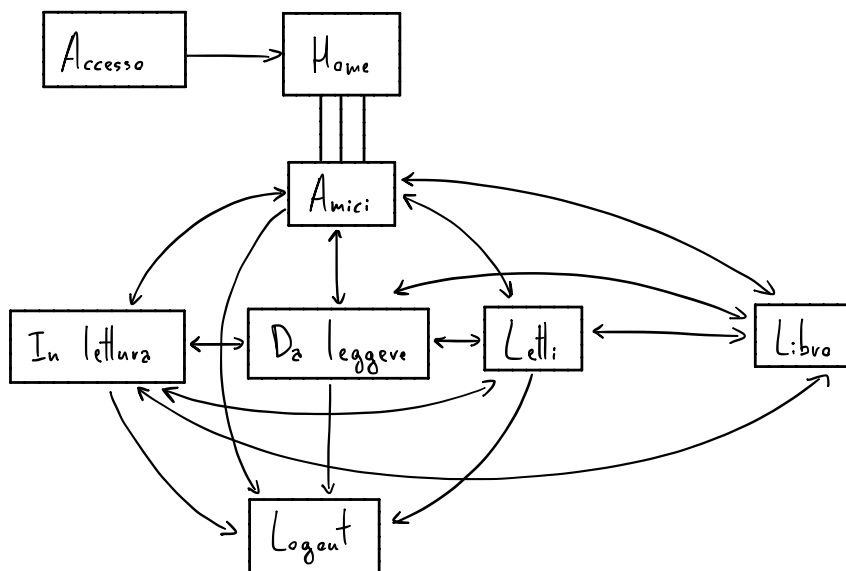 Accesso
Home
Amici
In lettura
Da leggere
Letti
Libro
Logout